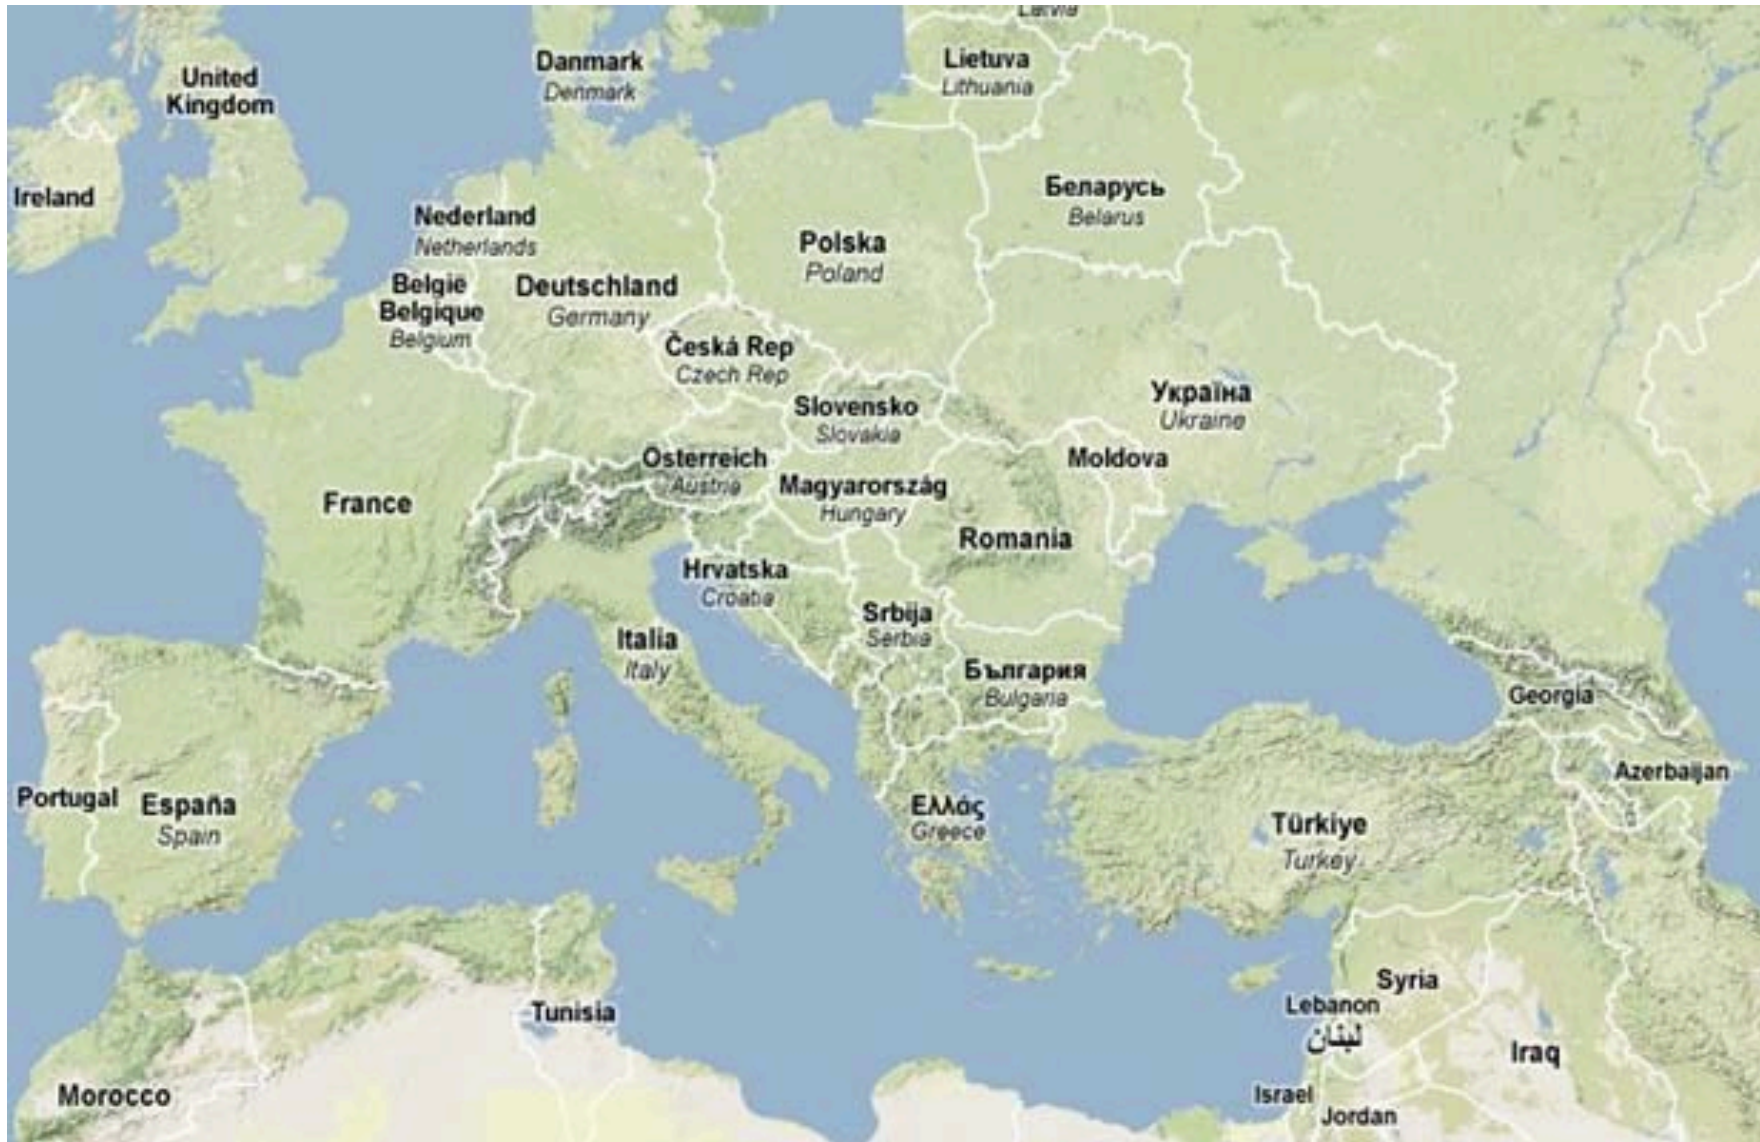 Latvia
Lietuva
Lithuania
Danmark
Denmark
United
Kingdom
Ireland
Беларусь
Belarus
Nederland
Netherlands
Polska
Poland
België
Belgique
Belgium
Deutschland
Germany
Česká Rep
Czech Rep
Slovensko
Slovakia
Україна
Ukraine
Österreich
Austria
Moldova
Magyarország
Hungary
France
Romania
Hrvatska
Croatia
Srbija
Serbia
Italia
Italy
България
Bulgaria
Georgia
Azerbaijan
Portugal
España
Spain
Ελλάς
Greece
Türkiye
Turkey
Syria
Lebanon
لبنان
Tunisia
Iraq
Morocco
Israel
Jordan